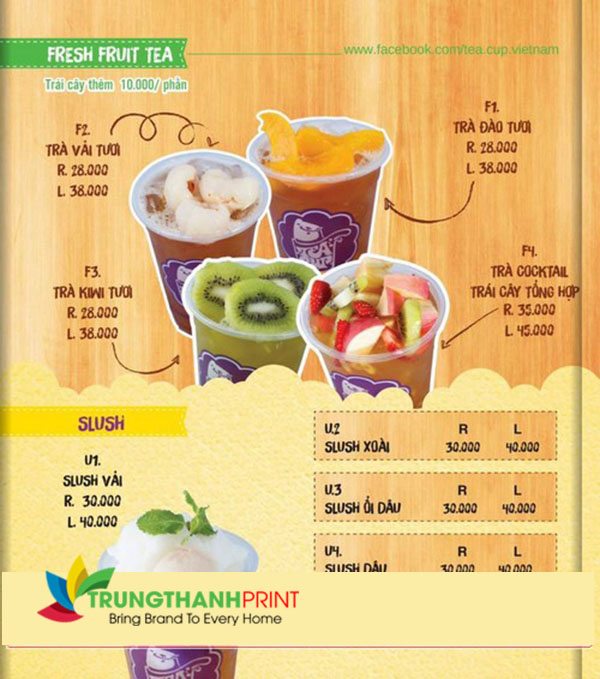 FRESH FRUIT TEA
www.facebook.com/tea.cup.vietnam
Trái cây thêm 10.000/ phần
F2.
TRÀ VẢI TƯƠI
R. 28.000
L. 38.000
F1.
TRÀ ĐÀO TƯƠI
R. 28.000
L. 38.000
F3.
TRÀ KIWI TƯƠI
R. 28.000
L. 38.000
F4.
TRÀ COCKTAIL
TRÁI CÂY TỔNG HỢP
R. 35.000
L. 45.000
SLUSH
U1.
SLUSH VẢI
R. 30.000
L. 40.000
U.2 R L
SLUSH XOÀI 30.000 40.000
U.3 R L
SLUSH ỔI DÂU 30.000 40.000
U4. R L
SLUSH DÂU 30.000 40.000
TRUNGTHANHPRINT
Bring Brand To Every Home